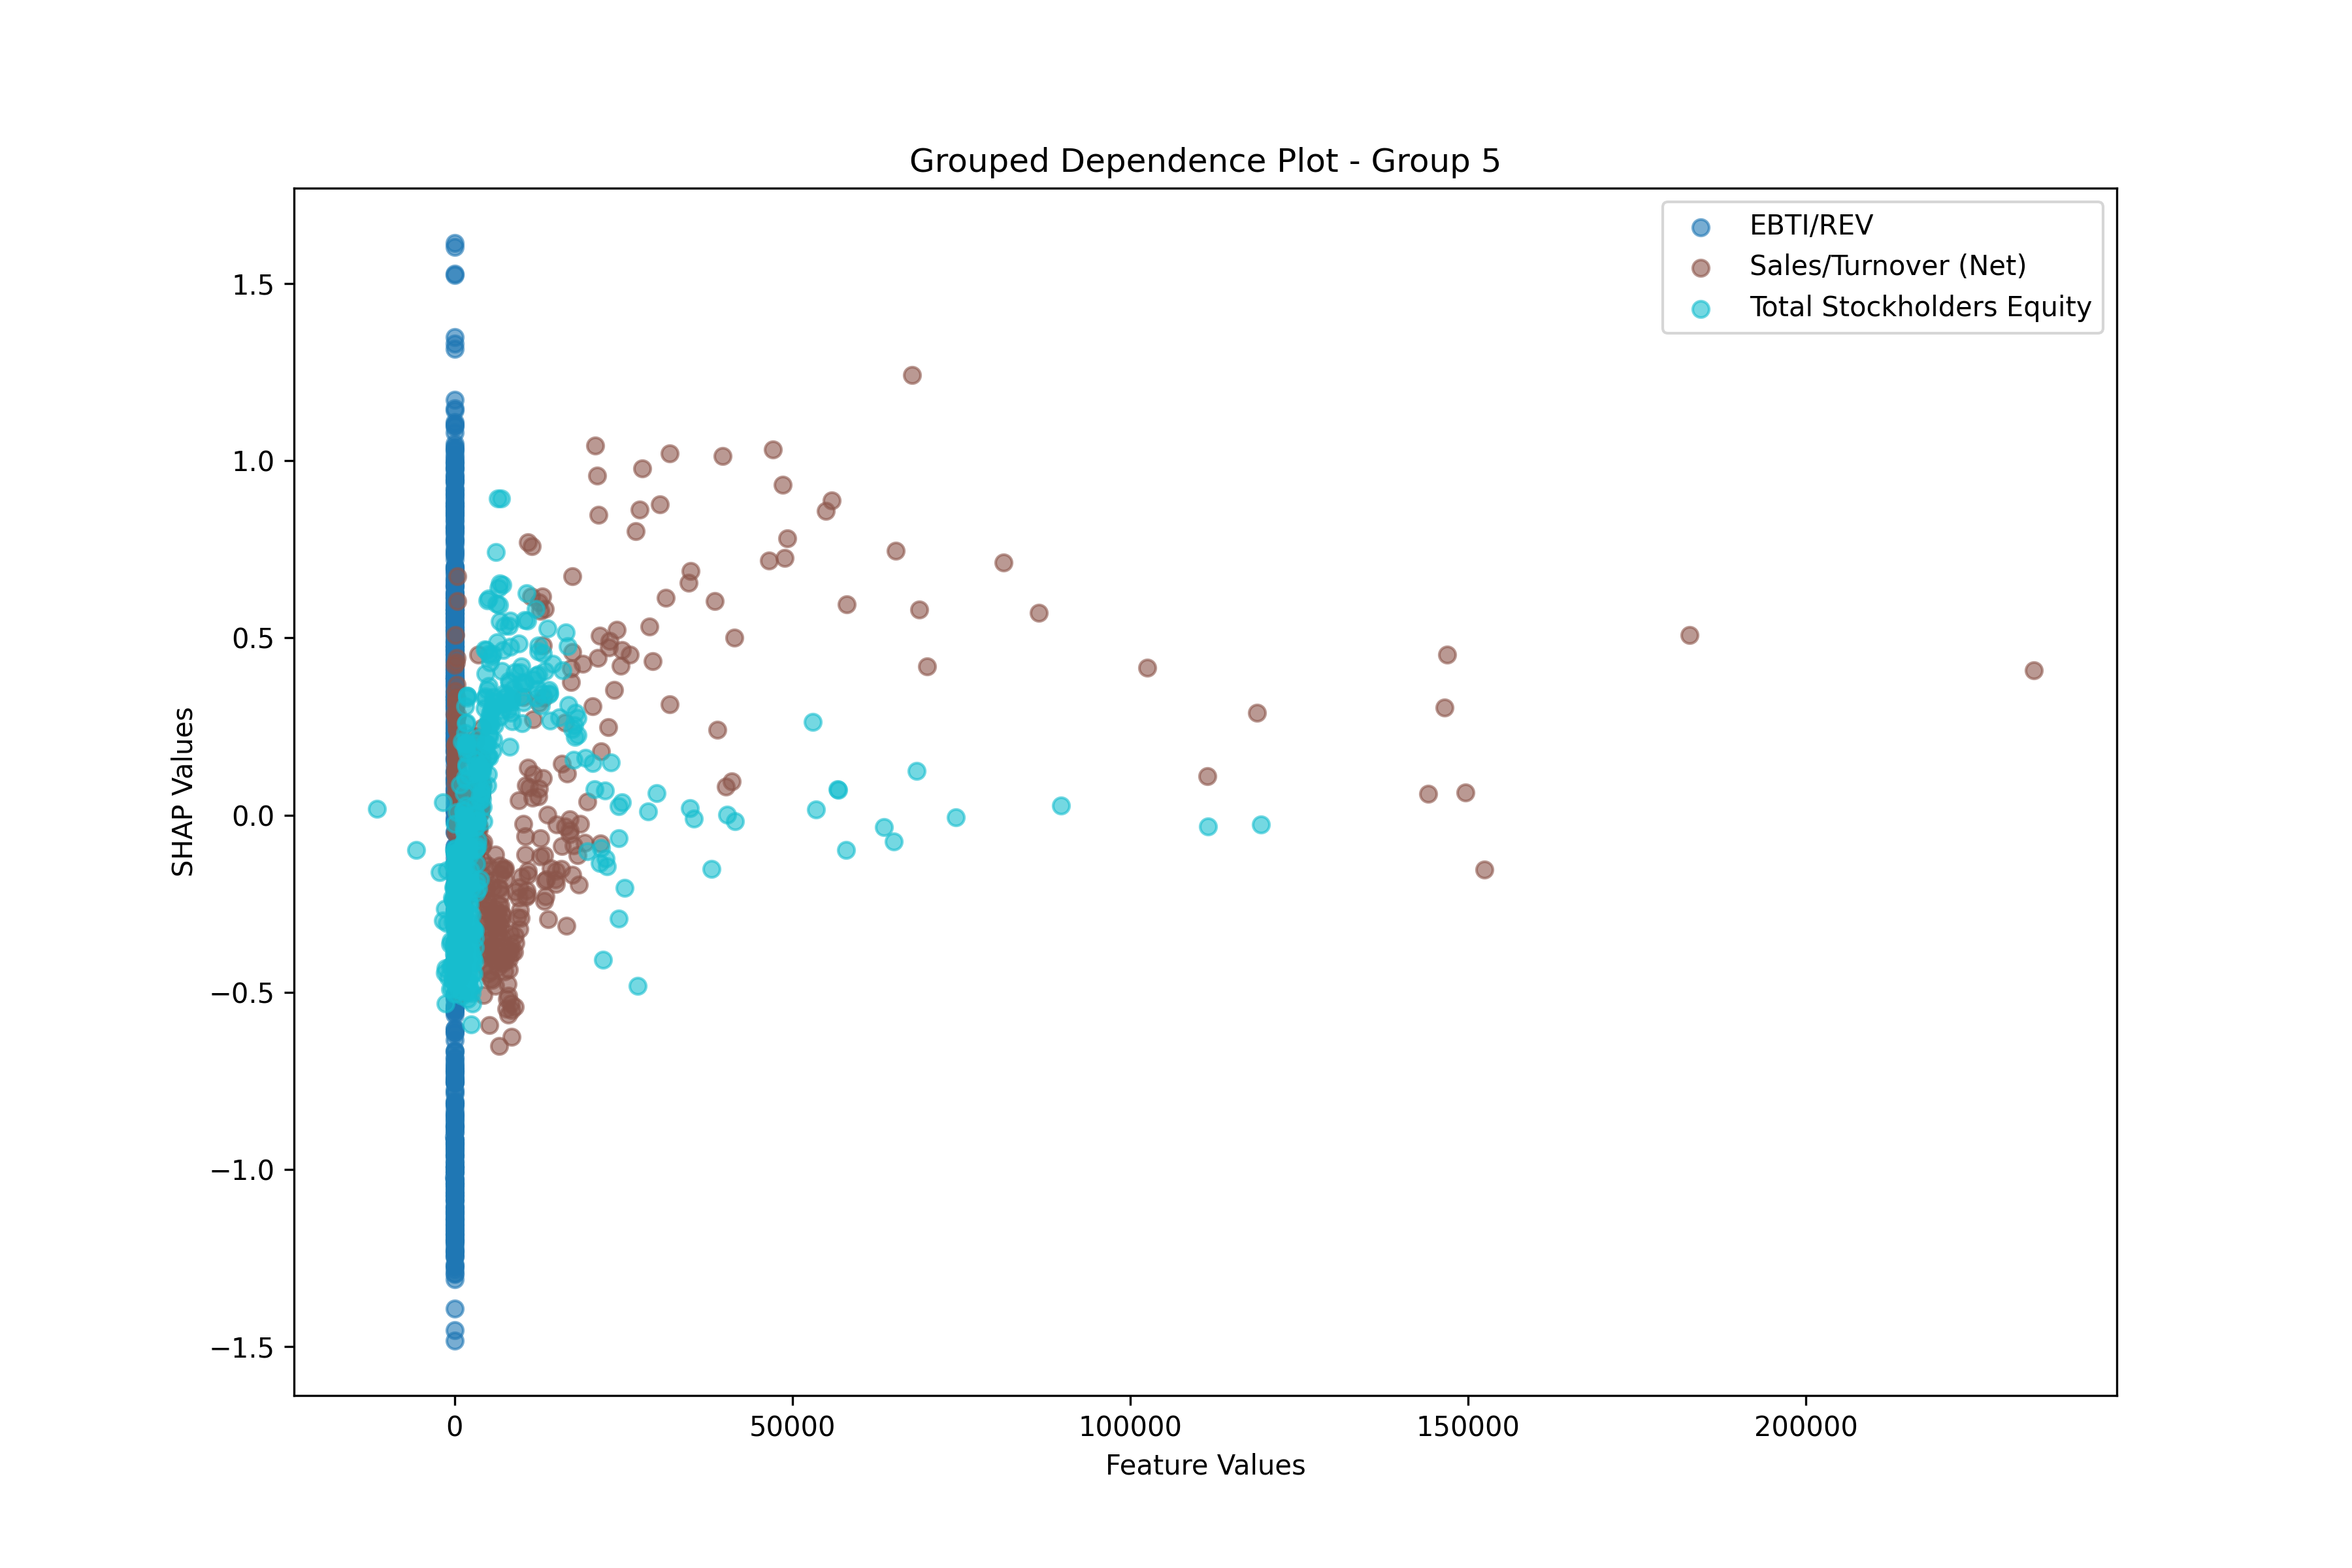 Grouped Dependence Plot - Group 5
EBTI/REV
Sales/Turnover (Net)
Total Stockholders Equity
SHAP Values
1.5
1.0
0.5
0.0
−0.5
−1.0
−1.5
0 50000 100000 150000 200000
Feature Values